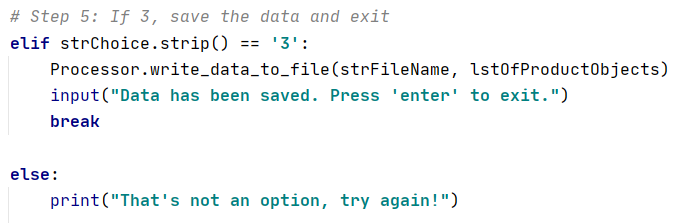 # Step 5: If 3, save the data and exit
elif strChoice.strip() == '3':
    Processor.write_data_to_file(strFileName, lstOfProductObjects)
    input("Data has been saved. Press 'enter' to exit.")
    break

else:
    print("That's not an option, try again!")